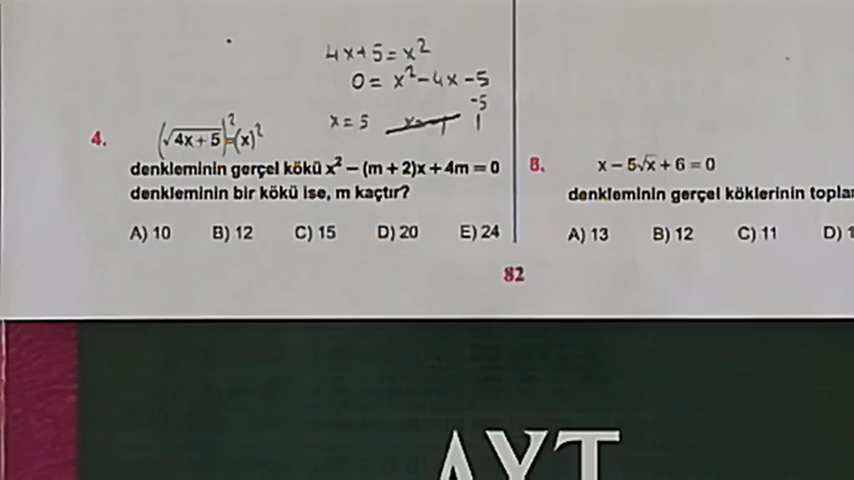 4x+5=x²
0=x²-4x-5
-5
x=5 x=-1 1
4. (√4x+5)²=(x)²
denkleminin gerçel kökü x² – (m + 2)x + 4m = 0
denkleminin bir kökü ise, m kaçtır?
A) 10 B) 12 C) 15 D) 20 E) 24
8. x – 5√x + 6 = 0
denkleminin gerçel köklerinin
A) 13 B) 12 C) 11 D)
82
AYT